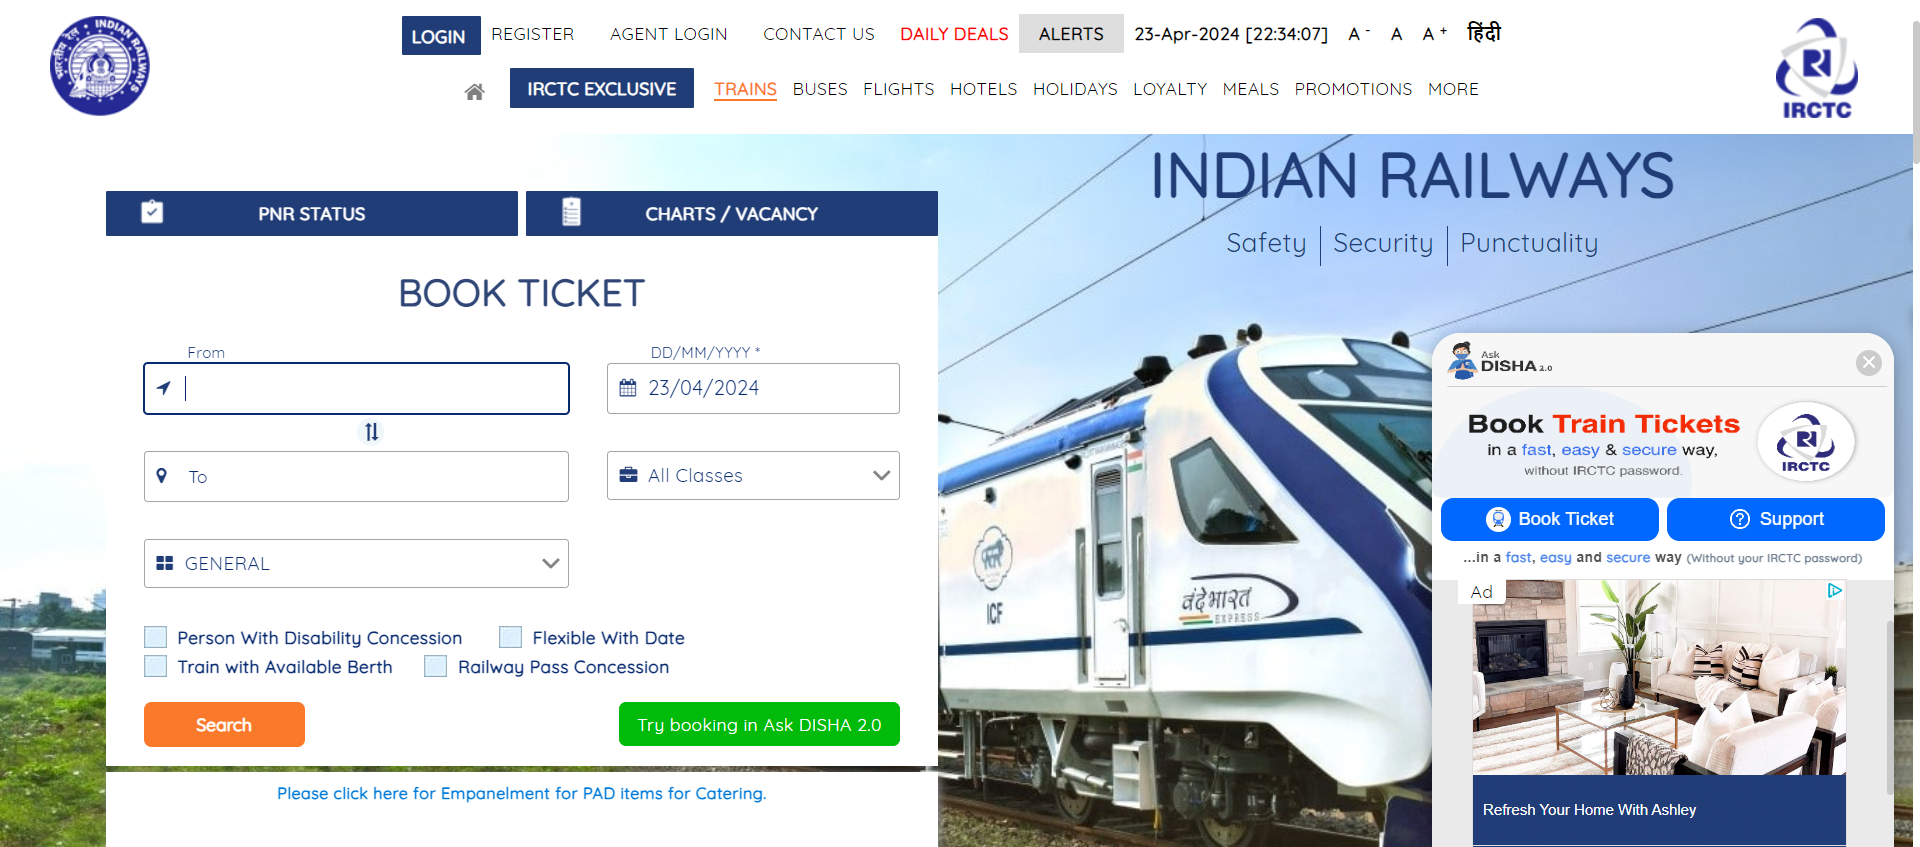 LOGIN REGISTER AGENT LOGIN CONTACT US DAILY DEALS ALERTS 23-Apr-2024 [22:34:07] A - A A + हिंदी
भारतीय रेल INDIAN RAILWAYS
IRCTC EXCLUSIVE TRAINS BUSES FLIGHTS HOTELS HOLIDAYS LOYALTY MEALS PROMOTIONS MORE
IRCTC
INDIAN RAILWAYS
Safety | Security | Punctuality
PNR STATUS
CHARTS / VACANCY
BOOK TICKET
From
DD/MM/YYYY *
23/04/2024
To
All Classes
GENERAL
Person With Disability Concession
Flexible With Date
Train with Available Berth
Railway Pass Concession
Search
Try booking in Ask DISHA 2.0
Please click here for Empanelment for PAD items for Catering.
ICF
वंदे भारत
EXPRESS
Ask
DISHA 2.0
Book Train Tickets
in a fast, easy & secure way,
without IRCTC password.
IRCTC
Book Ticket
Support
...in a fast, easy and secure way (Without your IRCTC password)
Ad
Refresh Your Home With Ashley